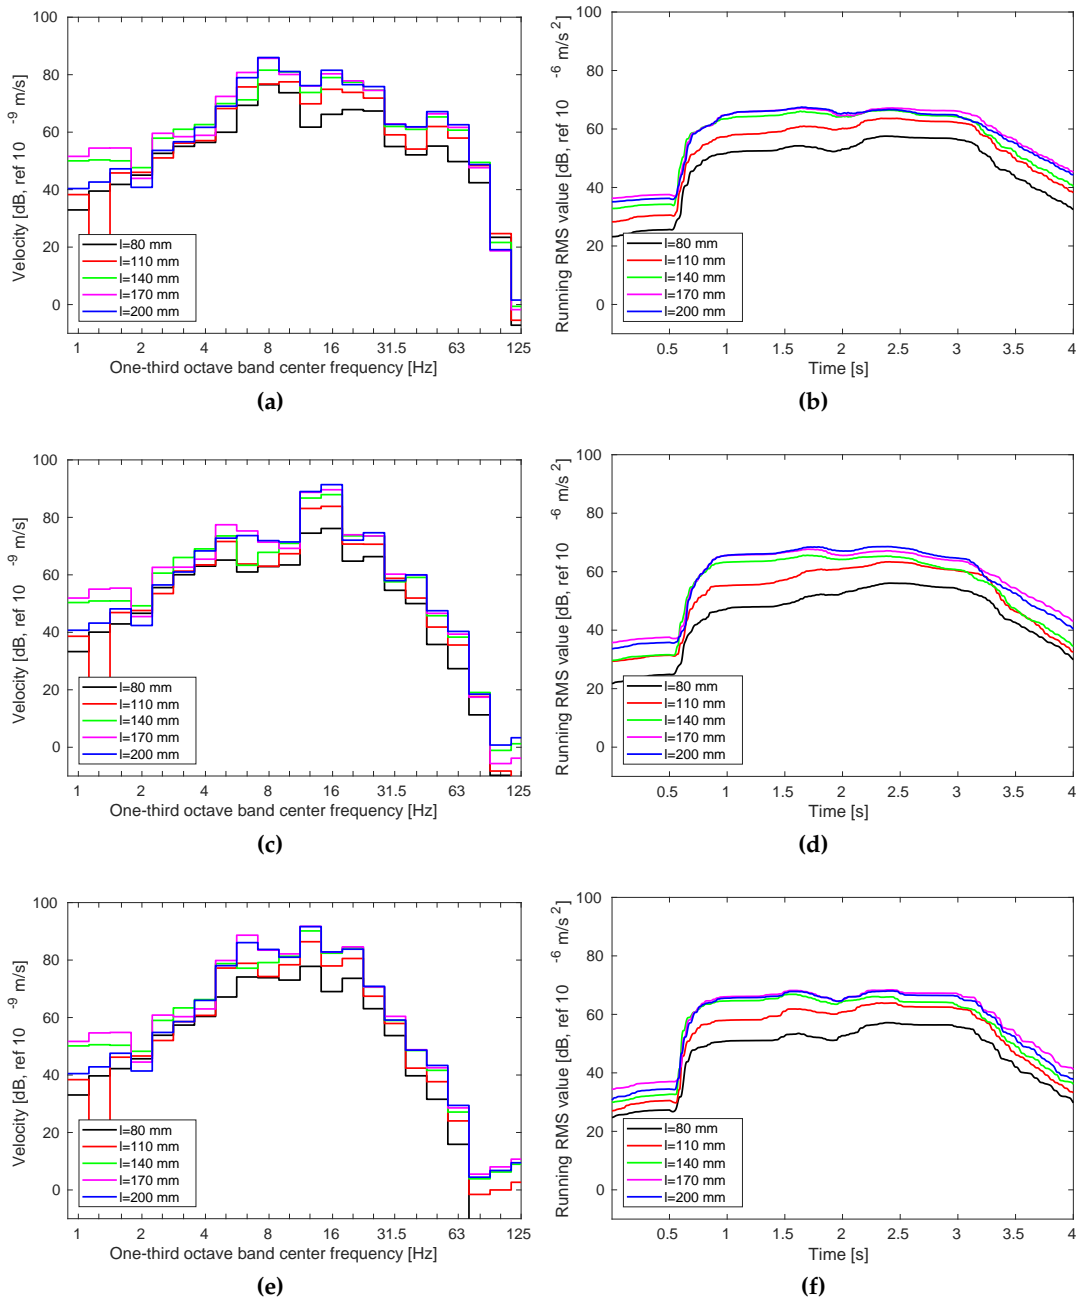 100
80
60
40
20
0
Velocity [dB, ref 10 -9 m/s]
l=80 mm
l=110 mm
l=140 mm
l=170 mm
l=200 mm
1 2 4 8 16 31.5 63 125
One-third octave band center frequency [Hz]
(a)
100
80
60
40
20
0
Running RMS value [dB, ref 10 -6 m/s 2]
l=80 mm
l=110 mm
l=140 mm
l=170 mm
l=200 mm
0.5 1 1.5 2 2.5 3 3.5 4
Time [s]
(b)
100
80
60
40
20
0
Velocity [dB, ref 10 -9 m/s]
l=80 mm
l=110 mm
l=140 mm
l=170 mm
l=200 mm
1 2 4 8 16 31.5 63 125
One-third octave band center frequency [Hz]
(c)
100
80
60
40
20
0
Running RMS value [dB, ref 10 -6 m/s 2]
l=80 mm
l=110 mm
l=140 mm
l=170 mm
l=200 mm
0.5 1 1.5 2 2.5 3 3.5 4
Time [s]
(d)
100
80
60
40
20
0
Velocity [dB, ref 10 -9 m/s]
l=80 mm
l=110 mm
l=140 mm
l=170 mm
l=200 mm
1 2 4 8 16 31.5 63 125
One-third octave band center frequency [Hz]
(e)
100
80
60
40
20
0
Running RMS value [dB, ref 10 -6 m/s 2]
l=80 mm
l=110 mm
l=140 mm
l=170 mm
l=200 mm
0.5 1 1.5 2 2.5 3 3.5 4
Time [s]
(f)